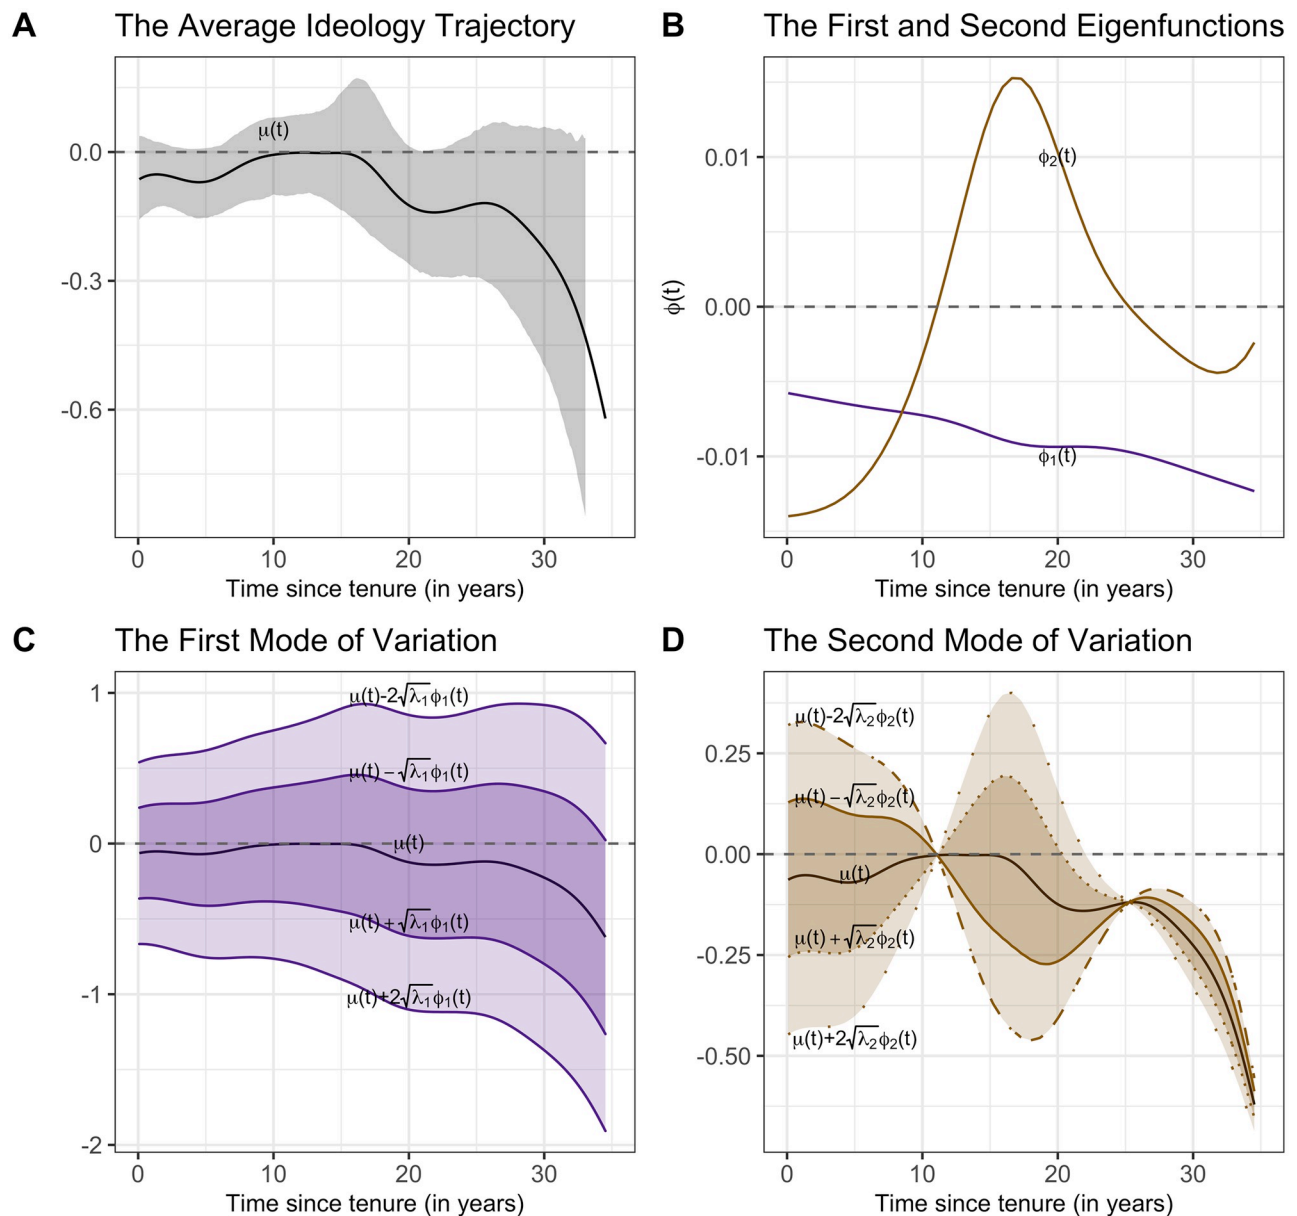 A The Average Ideology Trajectory
μ(t)
0.0
-0.3
-0.6
0 10 20 30
Time since tenure (in years)
B The First and Second Eigenfunctions
ϕ(t)
0.01
0.00
-0.01
ϕ₂(t)
ϕ₁(t)
0 10 20 30
Time since tenure (in years)
C The First Mode of Variation
1
0
-1
-2
μ(t)-2√λ₁ϕ₁(t)
μ(t)−√λ₁ϕ₁(t)
μ(t)
μ(t)+√λ₁ϕ₁(t)
μ(t)+2√λ₁ϕ₁(t)
0 10 20 30
Time since tenure (in years)
D The Second Mode of Variation
0.25
0.00
-0.25
-0.50
μ(t)-2√λ₂ϕ₂(t)
μ(t)−√λ₂ϕ₂(t)
μ(t)
μ(t)+√λ₂ϕ₂(t)
μ(t)+2√λ₂ϕ₂(t)
0 10 20 30
Time since tenure (in years)